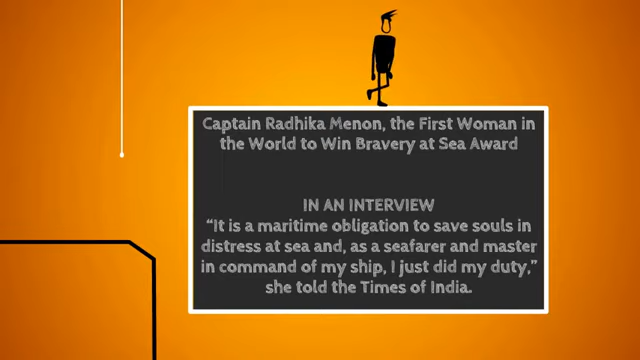 Captain Radhika Menon, the First Woman in
the World to Win Bravery at Sea Award
IN AN INTERVIEW
“It is a maritime obligation to save souls in
distress at sea and, as a seafarer and master
in command of my ship, I just did my duty,”
she told the Times of India.